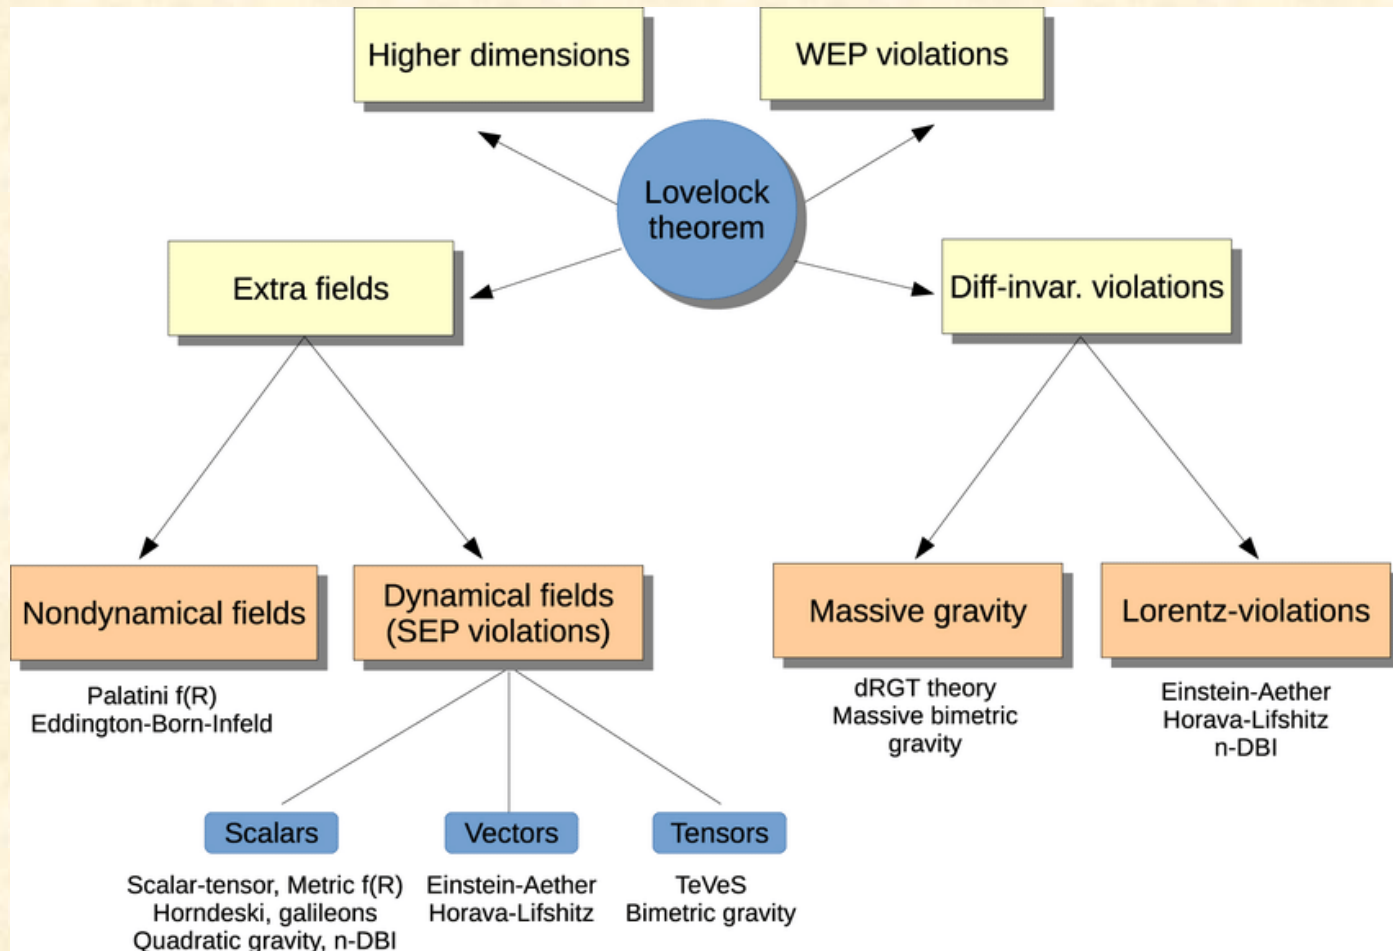 Higher dimensions
WEP violations
Lovelock
theorem
Extra fields
Diff-invar. violations
Nondynamical fields
Dynamical fields
(SEP violations)
Massive gravity
Lorentz-violations
Palatini f(R)
Eddington-Born-Infeld
dRGT theory
Massive bimetric
gravity
Einstein-Aether
Horava-Lifshitz
n-DBI
Scalars
Vectors
Tensors
Scalar-tensor, Metric f(R)
Horndeski, galileons
Quadratic gravity, n-DBI
Einstein-Aether
Horava-Lifshitz
TeVeS
Bimetric gravity